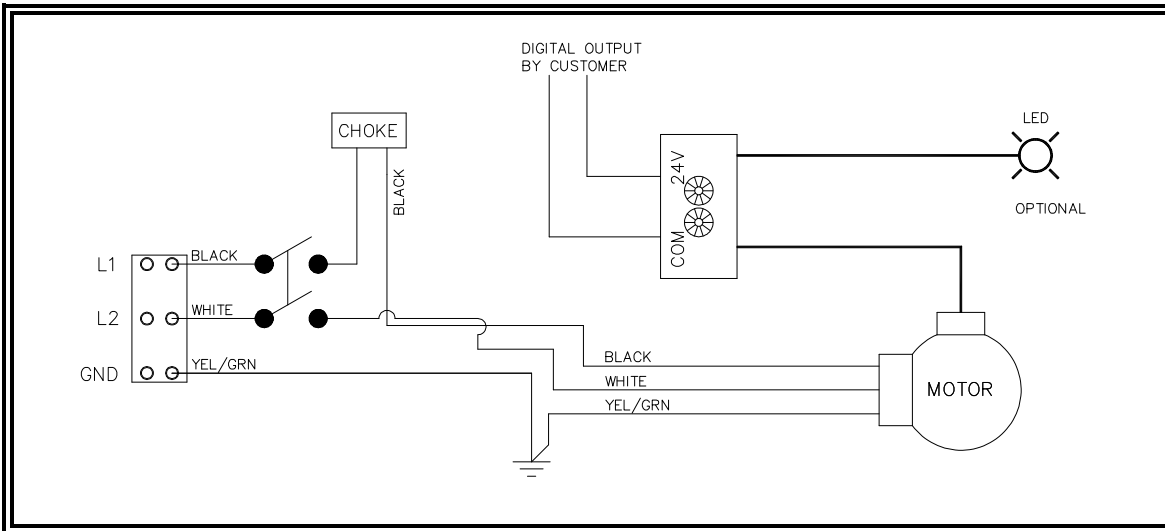 DIGITAL OUTPUT
BY CUSTOMER
LED
OPTIONAL
CHOKE
BLACK
24V
COM
L1
BLACK
L2
WHITE
GND
YEL/GRN
BLACK
WHITE
YEL/GRN
MOTOR